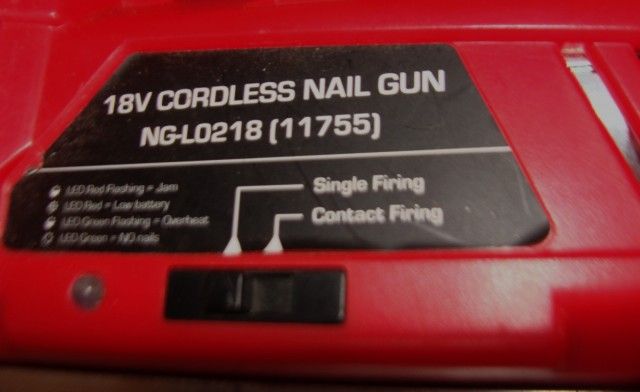 18V CORDLESS NAIL GUN
NG-L0218 (11755)
LED Red Flashing = Jam
LED Red = Low battery
LED Green Flashing = Overheat
LED Green = NO nails
Single Firing
Contact Firing